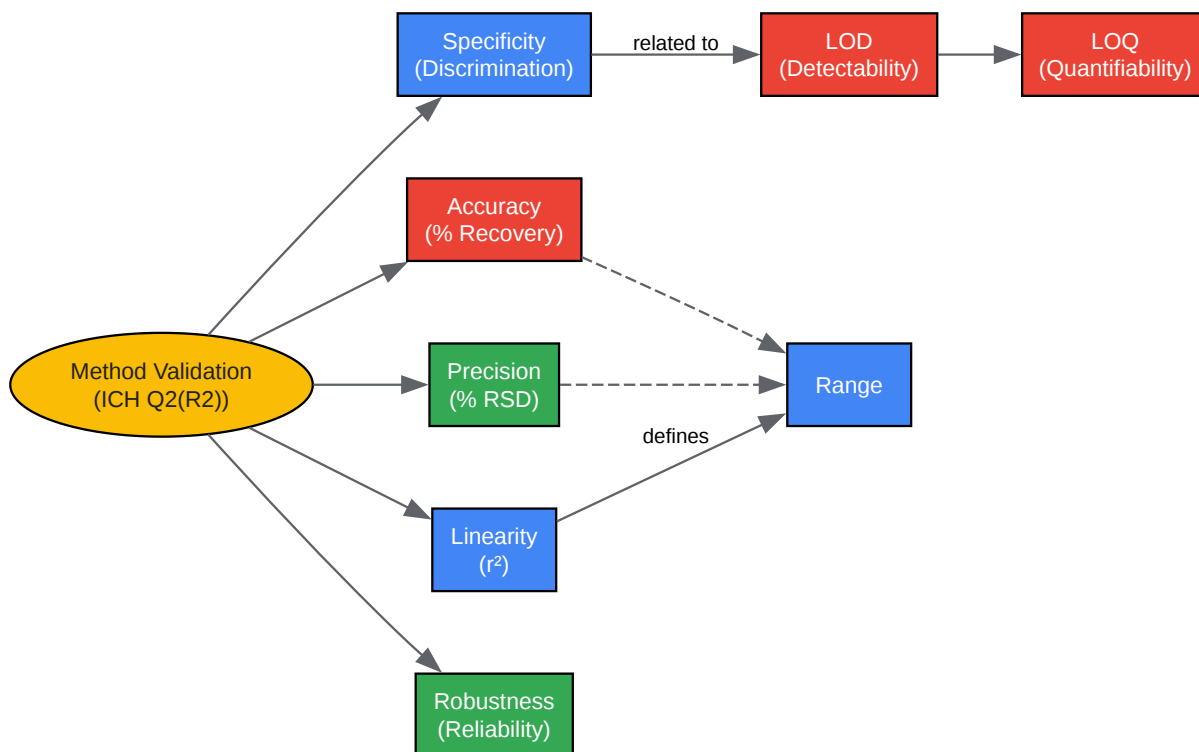 Specificity
(Discrimination)
related to
LOD
(Detectability)
LOQ
(Quantifiability)
Accuracy
(% Recovery)
Method Validation
(ICH Q2(R2))
Precision
(% RSD)
Range
defines
Linearity
(r²)
Robustness
(Reliability)